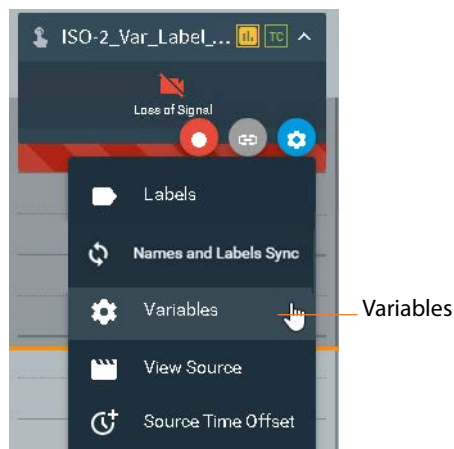 ISO-2_Var_Label_... TC
Loss of Signal
Labels
Names and Labels Sync
Variables
Variables
View Source
Source Time Offset